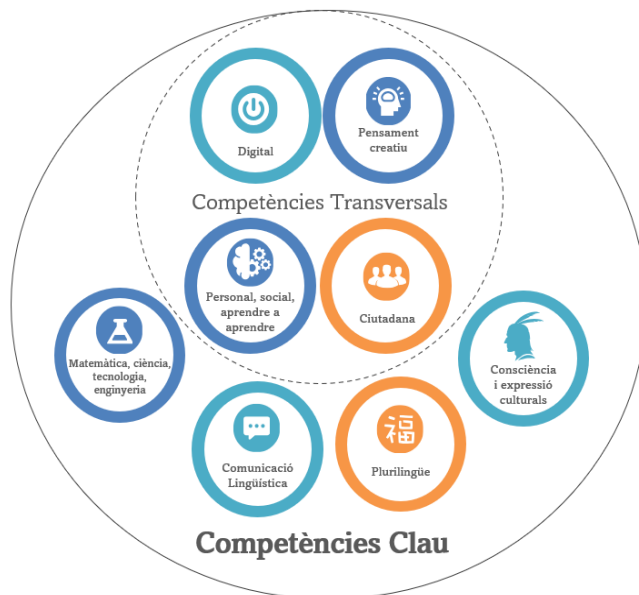 Digital
Pensament
creatiu
Competències Transversals
Personal, social,
aprendre a
aprendre
Ciutadana
Matemàtica, ciència,
tecnologia,
enginyeria
Consciència
i expressió
culturals
Comunicació
Lingüística
福
Plurilingüe
Competències Clau